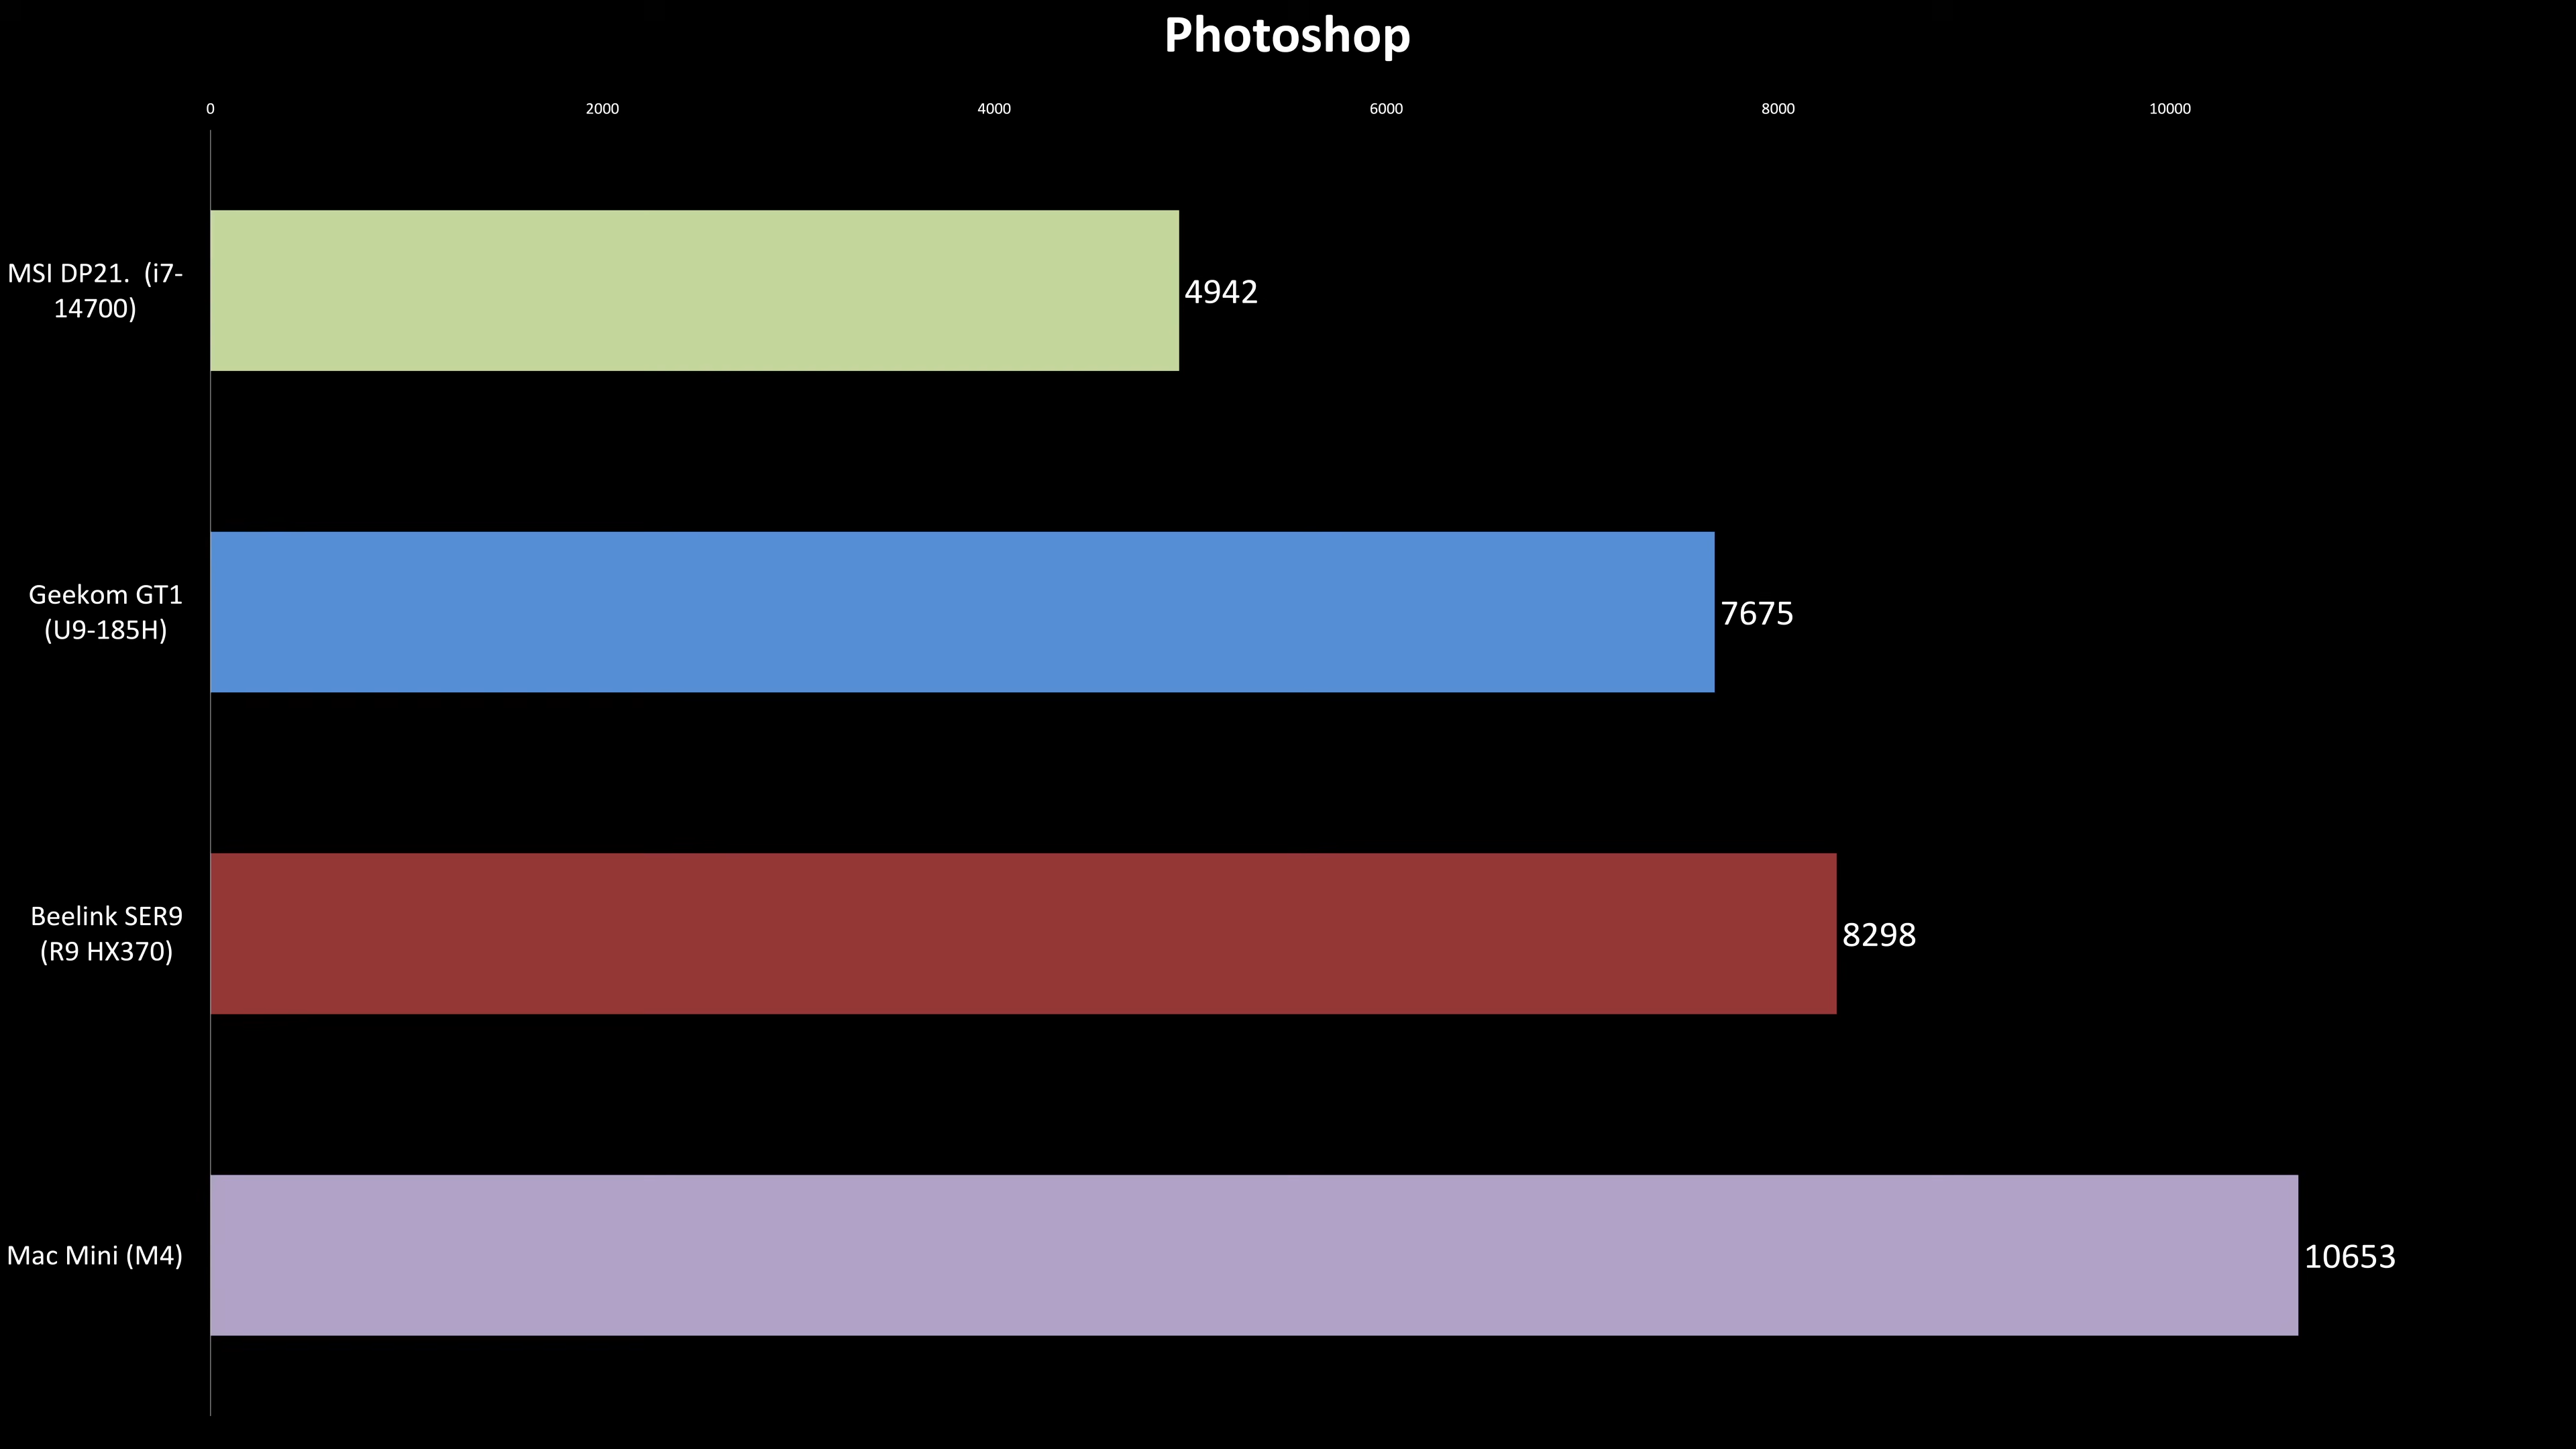 Photoshop
0 2000 4000 6000 8000 10000
MSI DP21.  (i7-
14700)
4942
Geekom GT1
(U9-185H)
7675
Beelink SER9
(R9 HX370)
8298
Mac Mini (M4)
10653